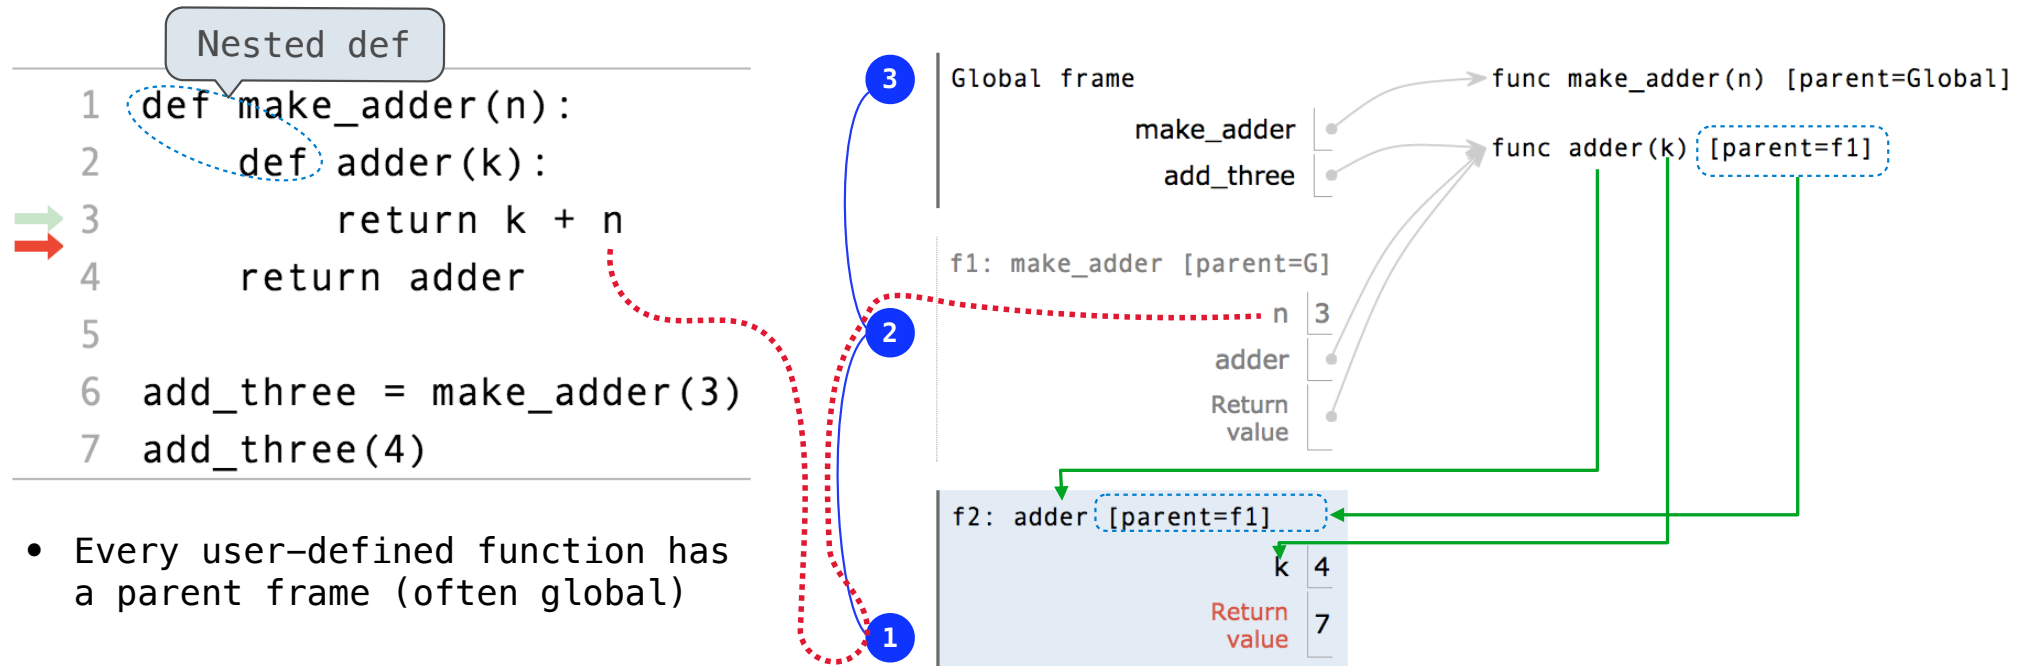 Nested def
1 def make_adder(n):
2     def adder(k):
3         return k + n
4     return adder
5
6 add_three = make_adder(3)
7 add_three(4)
• Every user-defined function has
a parent frame (often global)
3
Global frame
make_adder
add_three
func make_adder(n) [parent=Global]
func adder(k) [parent=f1]
2
f1: make_adder [parent=G]
n 3
adder
Return
value
1
f2: adder [parent=f1]
k 4
Return
value 7